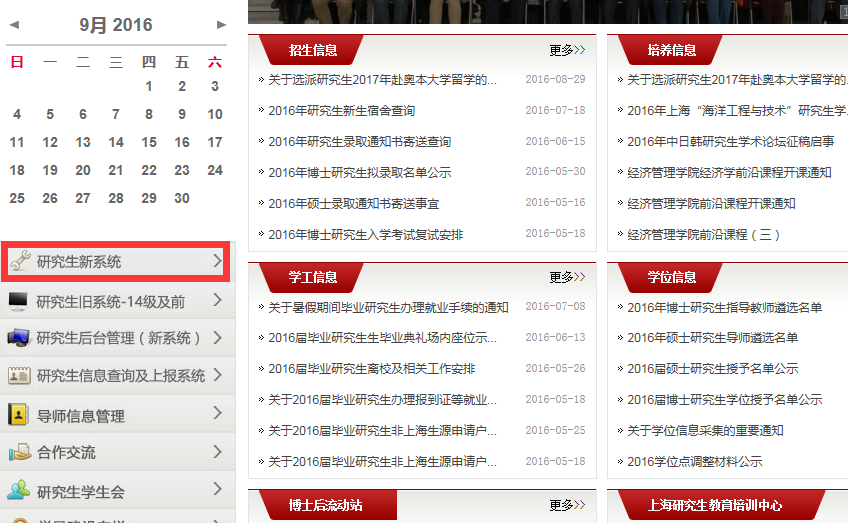 ◄ 9月 2016 ►
日 一 二 三 四 五 六
1 2 3
4 5 6 7 8 9 10
11 12 13 14 15 16 17
18 19 20 21 22 23 24
25 26 27 28 29 30
研究生新系统
研究生旧系统-14级及前
研究生后台管理（新系统）
研究生信息查询及上报系统
导师信息管理
合作交流
研究生学生会
招生信息 更多>>
关于选派研究生2017年赴奥本大学留学的... 2016-08-29
2016年研究生新生宿舍查询 2016-07-18
2016年研究生录取通知书寄送查询 2016-06-15
2016年博士研究生拟录取名单公示 2016-05-30
2016年硕士录取通知书寄送事宜 2016-05-16
2016年博士研究生入学考试复试安排 2016-05-18
培养信息
关于选派研究生2017年赴奥本大学留学的
2016年上海“海洋工程与技术”研究生学
2016年中日韩研究生学术论坛征稿启事
经济管理学院经济学前沿课程开课通知
经济管理学院前沿课程开课通知
经济管理学院前沿课程（三）
学工信息 更多>>
关于暑假期间毕业研究生办理就业手续的通知 2016-07-08
2016届毕业研究生生毕业典礼场内座位示... 2016-06-13
2016届毕业研究生离校及相关工作安排 2016-05-26
关于2016届毕业研究生办理报到证等就业... 2016-05-18
关于2016届毕业研究生非上海生源申请户... 2016-05-25
关于2016届毕业研究生非上海生源申请户... 2016-05-18
学位信息
2016年博士研究生指导教师遴选名单
2016年硕士研究生导师遴选名单
2016届硕士研究生授予名单公示
2016届博士研究生学位授予名单公示
关于学位信息采集的重要通知
2016学位点调整材料公示
博士后流动站 更多>>
上海研究生教育培训中心